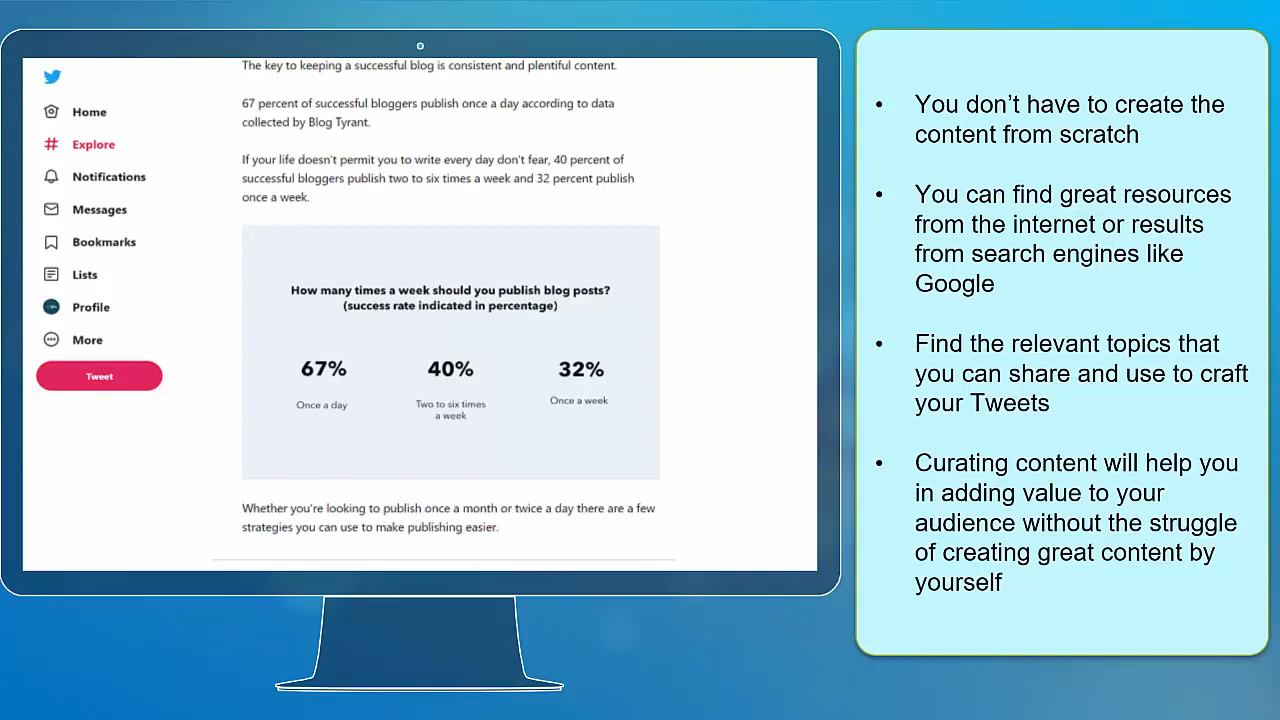 Home
Explore
Notifications
Messages
Bookmarks
Lists
Profile
More
Tweet
The key to keeping a successful blog is consistent and plentiful content.
67 percent of successful bloggers publish once a day according to data
collected by Blog Tyrant.
If your life doesn't permit you to write every day don't fear, 40 percent of
successful bloggers publish two to six times a week and 32 percent publish
once a week.
How many times a week should you publish blog posts?
(success rate indicated in percentage)
67%
Once a day
40%
Two to six times
a week
32%
Once a week
Whether you're looking to publish once a month or twice a day there are a few
strategies you can use to make publishing easier.
• You don’t have to create the
content from scratch
• You can find great resources
from the internet or results
from search engines like
Google
• Find the relevant topics that
you can share and use to craft
your Tweets
• Curating content will help you
in adding value to your
audience without the struggle
of creating great content by
yourself